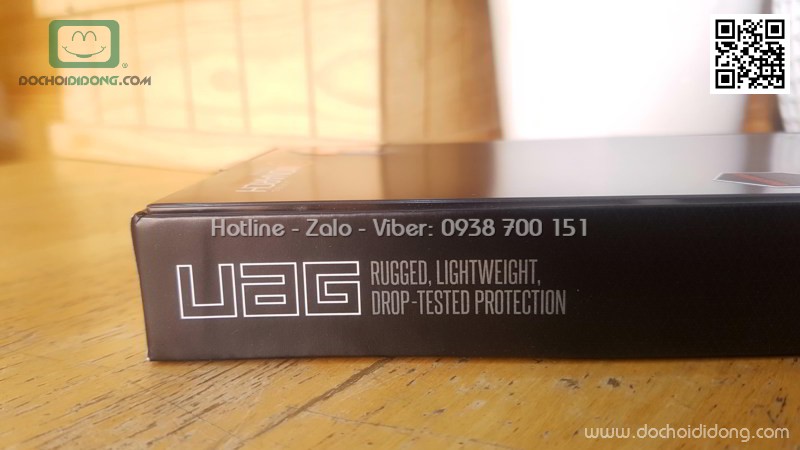 DOCHOIDIDONG.COM
Hotline - Zalo - Viber: 0938 700 151
UAG
RUGGED, LIGHTWEIGHT,
DROP-TESTED PROTECTION
www.dochoididong.com